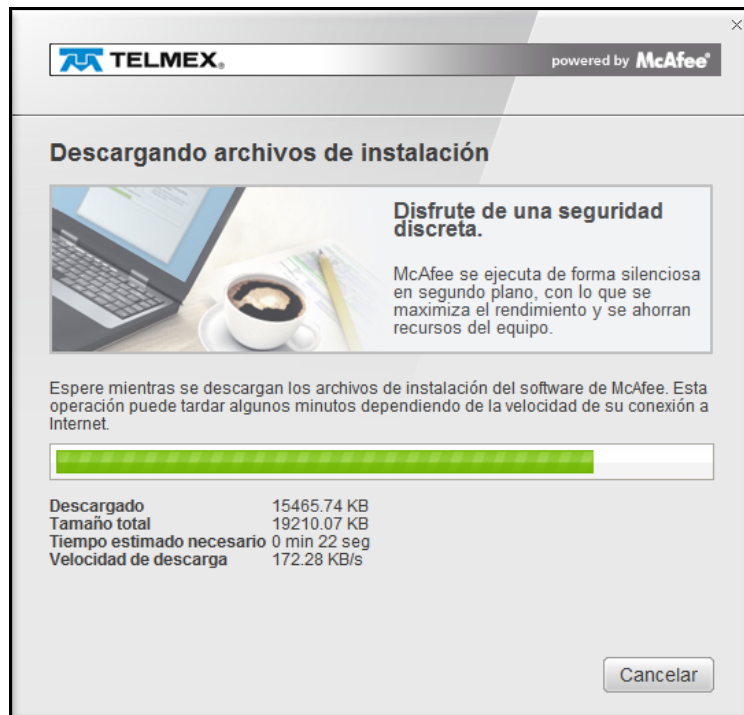 TELMEX®
powered by McAfee®
Descargando archivos de instalación
Disfrute de una seguridad
discreta.
McAfee se ejecuta de forma silenciosa
en segundo plano, con lo que se
maximiza el rendimiento y se ahorran
recursos del equipo.
Espere mientras se descargan los archivos de instalación del software de McAfee. Esta
operación puede tardar algunos minutos dependiendo de la velocidad de su conexión a
Internet.
Descargado 15465.74 KB
Tamaño total 19210.07 KB
Tiempo estimado necesario 0 min 22 seg
Velocidad de descarga 172.28 KB/s
Cancelar